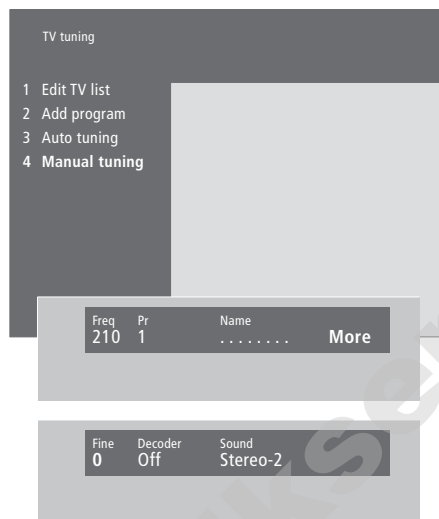 TV tuning
1 Edit TV list
2 Add program
3 Auto tuning
4 Manual tuning
Freq Pr Name
210 1 . . . . . . . . More
Fine Decoder Sound
0 Off Stereo-2